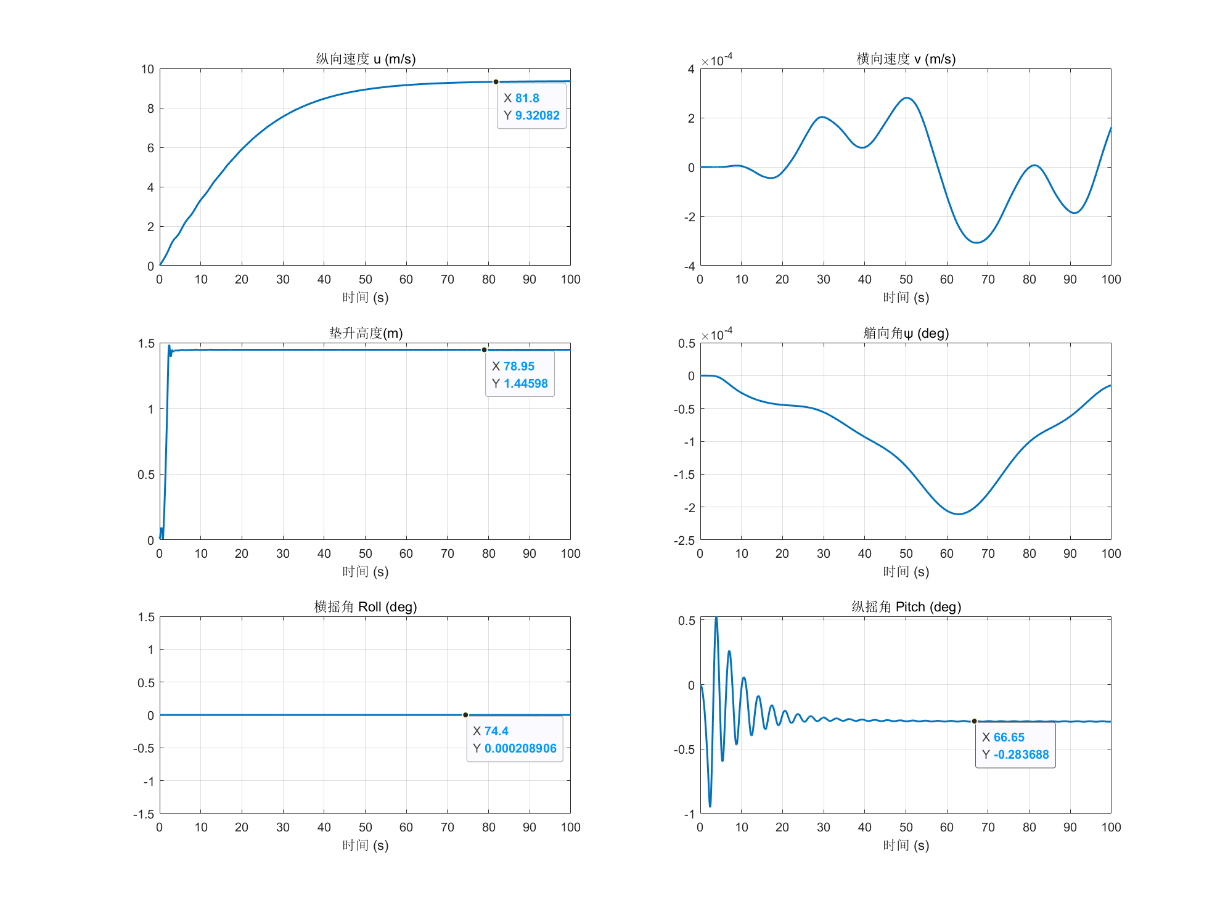 纵向速度 u (m/s)
10
8
6
4
2
0
X 81.8
Y 9.32082
0 10 20 30 40 50 60 70 80 90 100
时间 (s)
横向速度 v (m/s)
×10-4
4
2
0
-2
-4
0 10 20 30 40 50 60 70 80 90 100
时间 (s)
垫升高度(m)
1.5
1
0.5
0
X 78.95
Y 1.44598
0 10 20 30 40 50 60 70 80 90 100
时间 (s)
艏向角ψ (deg)
×10-4
0.5
0
-0.5
-1
-1.5
-2
-2.5
0 10 20 30 40 50 60 70 80 90 100
时间 (s)
横摇角 Roll (deg)
1.5
1
0.5
0
-0.5
-1
-1.5
X 74.4
Y 0.000208906
0 10 20 30 40 50 60 70 80 90 100
时间 (s)
纵摇角 Pitch (deg)
0.5
0
-0.5
-1
X 66.65
Y -0.283688
0 10 20 30 40 50 60 70 80 90 100
时间 (s)